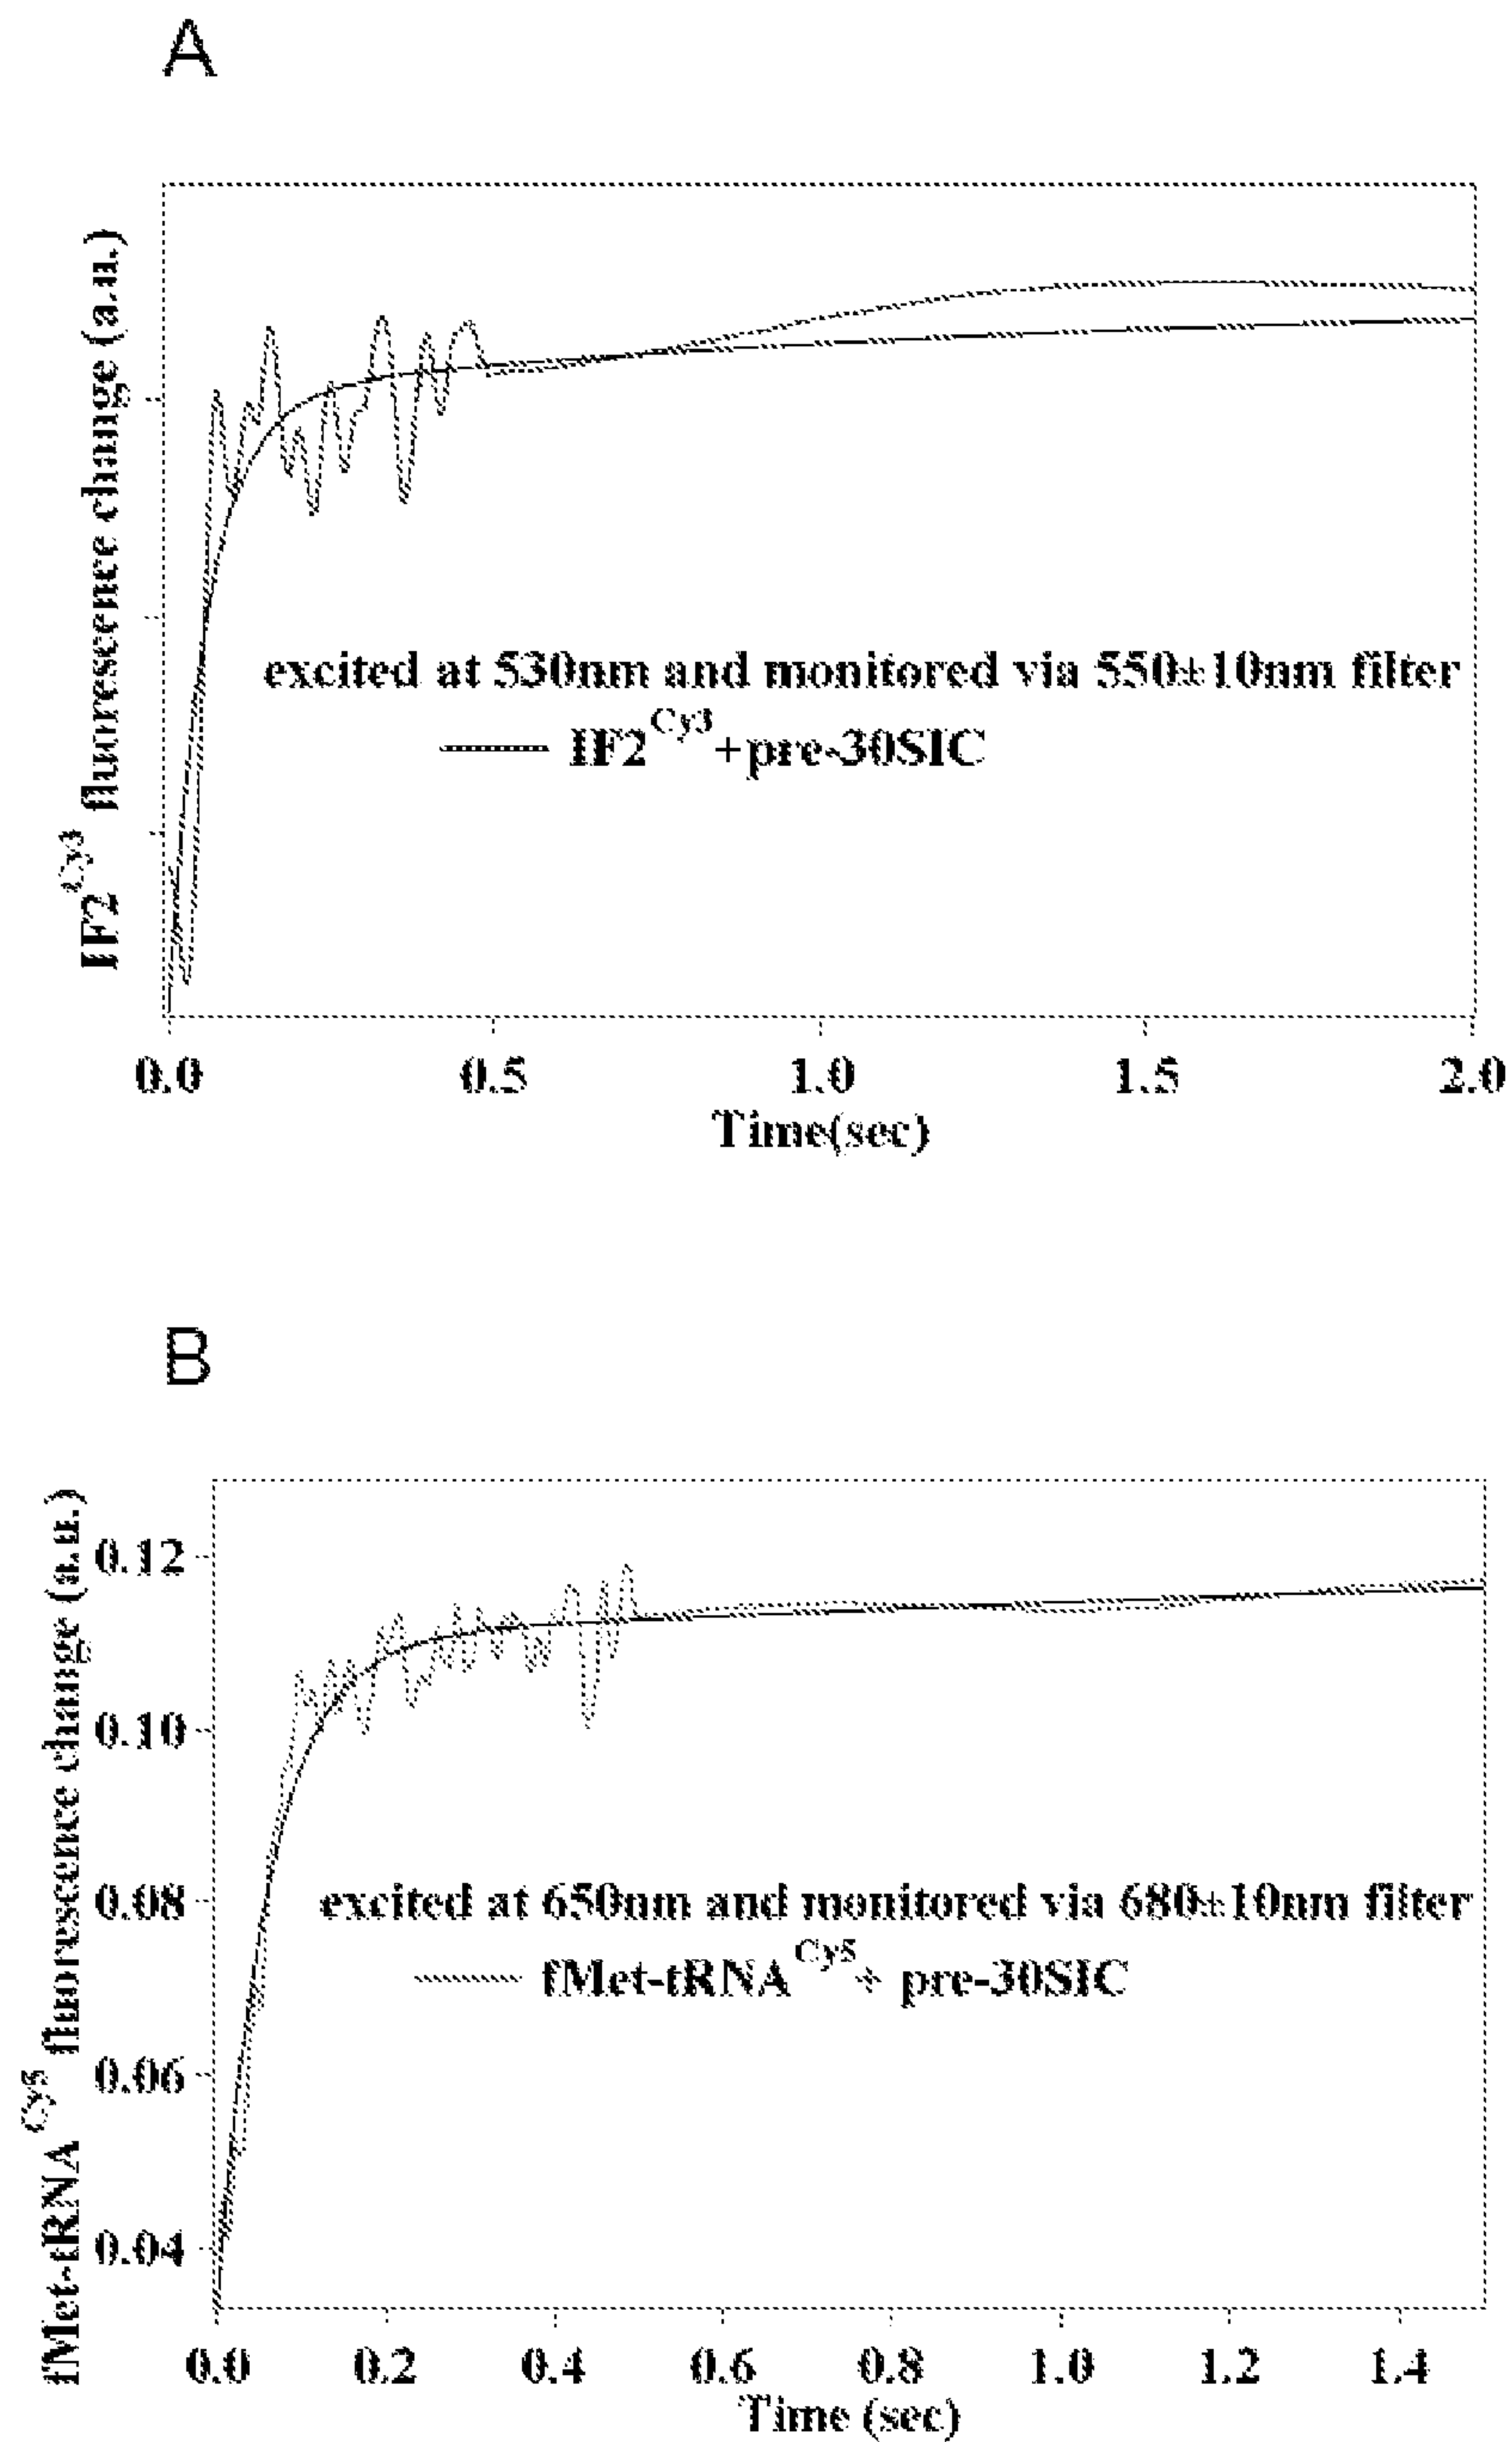 A
IF2^Cy3 fluorescence change (a.u.)
excited at 530nm and monitored via 550±10nm filter
IF2^Cy3+pre-30SIC
0.0 0.5 1.0 1.5 2.0
Time(sec)
B
fMet-tRNA^Cy5 fluorescence change (a.u.)
0.12
0.10
0.08
0.06
0.04
excited at 650nm and monitored via 680±10nm filter
fMet-tRNA^Cy5+ pre-30SIC
0.0 0.2 0.4 0.6 0.8 1.0 1.2 1.4
Time (sec)